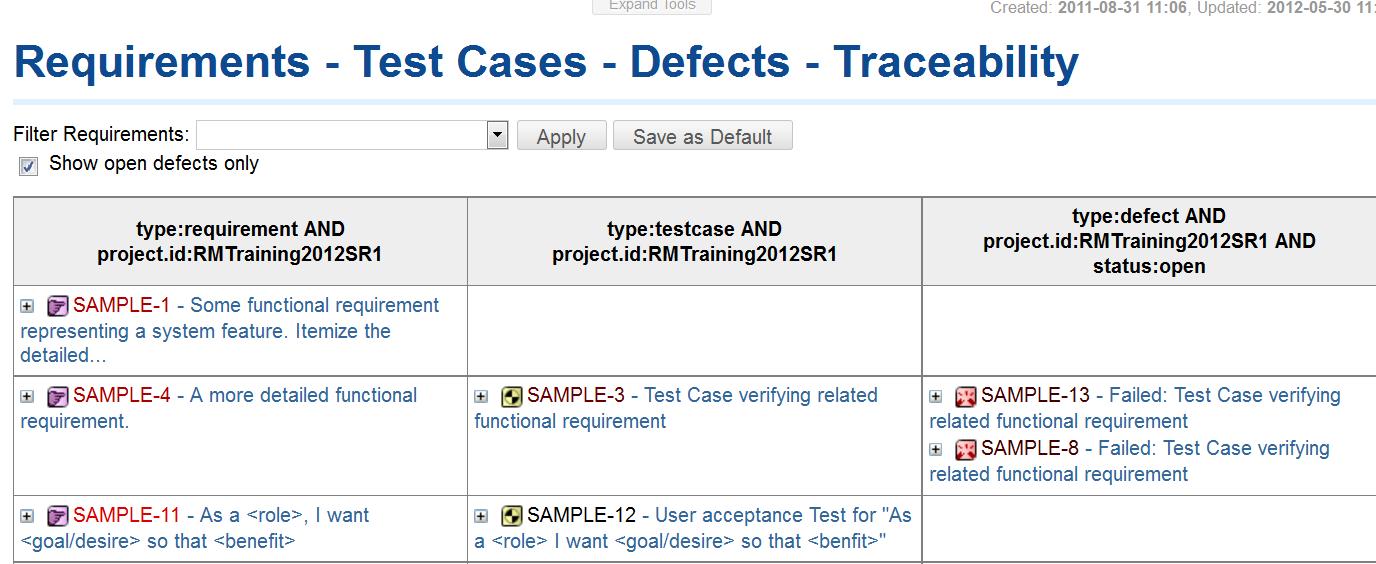 Expand Tools
Created: 2011-08-31 11:06, Updated: 2012-05-30 11:
Requirements - Test Cases - Defects - Traceability
Filter Requirements:
Apply
Save as Default
Show open defects only
type:requirement AND
project.id:RMTraining2012SR1
type:testcase AND
project.id:RMTraining2012SR1
type:defect AND
project.id:RMTraining2012SR1 AND
status:open
SAMPLE-1 - Some functional requirement
representing a system feature. Itemize the
detailed...
SAMPLE-4 - A more detailed functional
requirement.
SAMPLE-3 - Test Case verifying related
functional requirement
SAMPLE-13 - Failed: Test Case verifying
related functional requirement
SAMPLE-8 - Failed: Test Case verifying
related functional requirement
SAMPLE-11 - As a <role>, I want
<goal/desire> so that <benefit>
SAMPLE-12 - User acceptance Test for "As
a <role> I want <goal/desire> so that <benfit>"